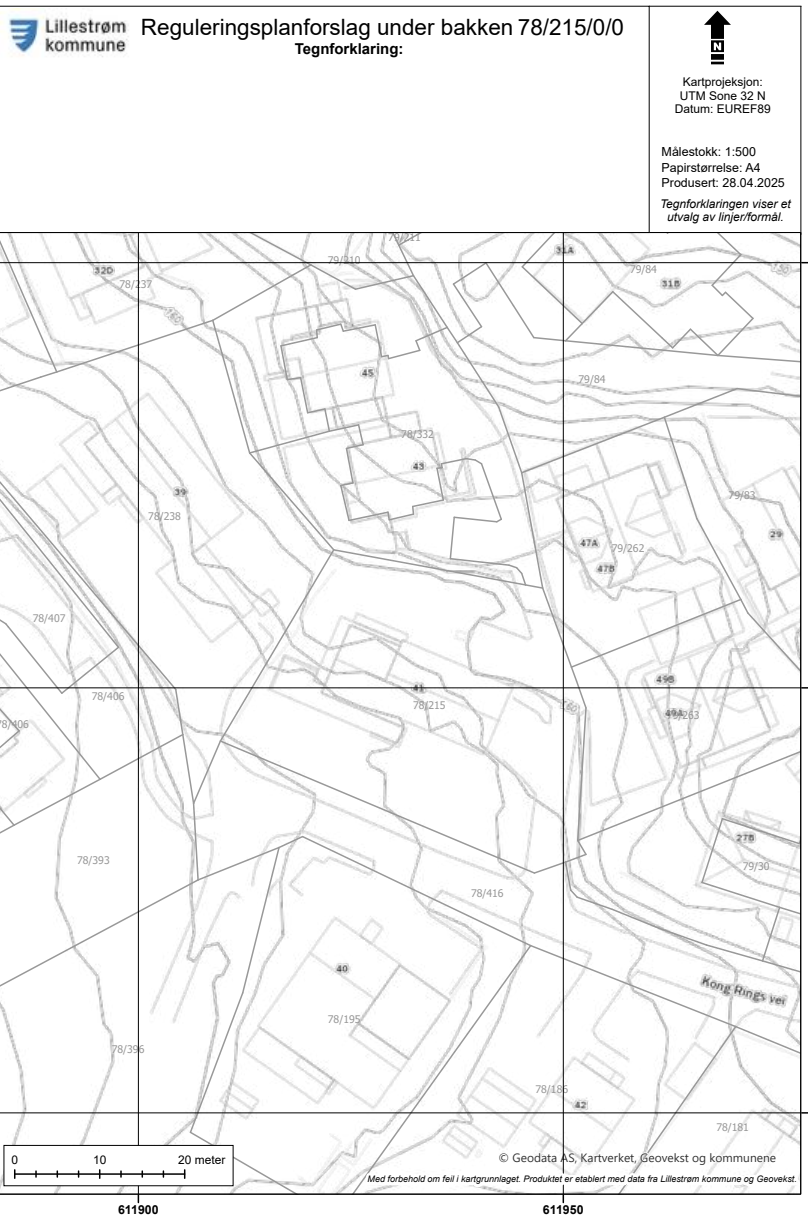 Lillestrøm
kommune
Reguleringsplanforslag under bakken 78/215/0/0
Tegnforklaring:
N
Kartprojeksjon:
UTM Sone 32 N
Datum: EUREF89
Målestokk: 1:500
Papirstørrelse: A4
Produsert: 28.04.2025
Tegnforklaringen viser et
utvalg av linjer/formål.
79/211
79/210
31A
79/84
150
32D
78/237
31B
160
45
79/84
78/332
43
39
79/83
78/238
29
47A
79/262
47B
78/407
49B
41
78/406
78/215
160
49A
79/263
78/406
27B
78/393
79/30
78/416
40
Kong Rings vei
78/195
78/396
78/186
42
78/181
0 10 20 meter
© Geodata AS, Kartverket, Geovekst og kommunene
Med forbehold om feil i kartgrunnlaget. Produktet er etablert med data fra Lillestrøm kommune og Geovekst.
611900 611950